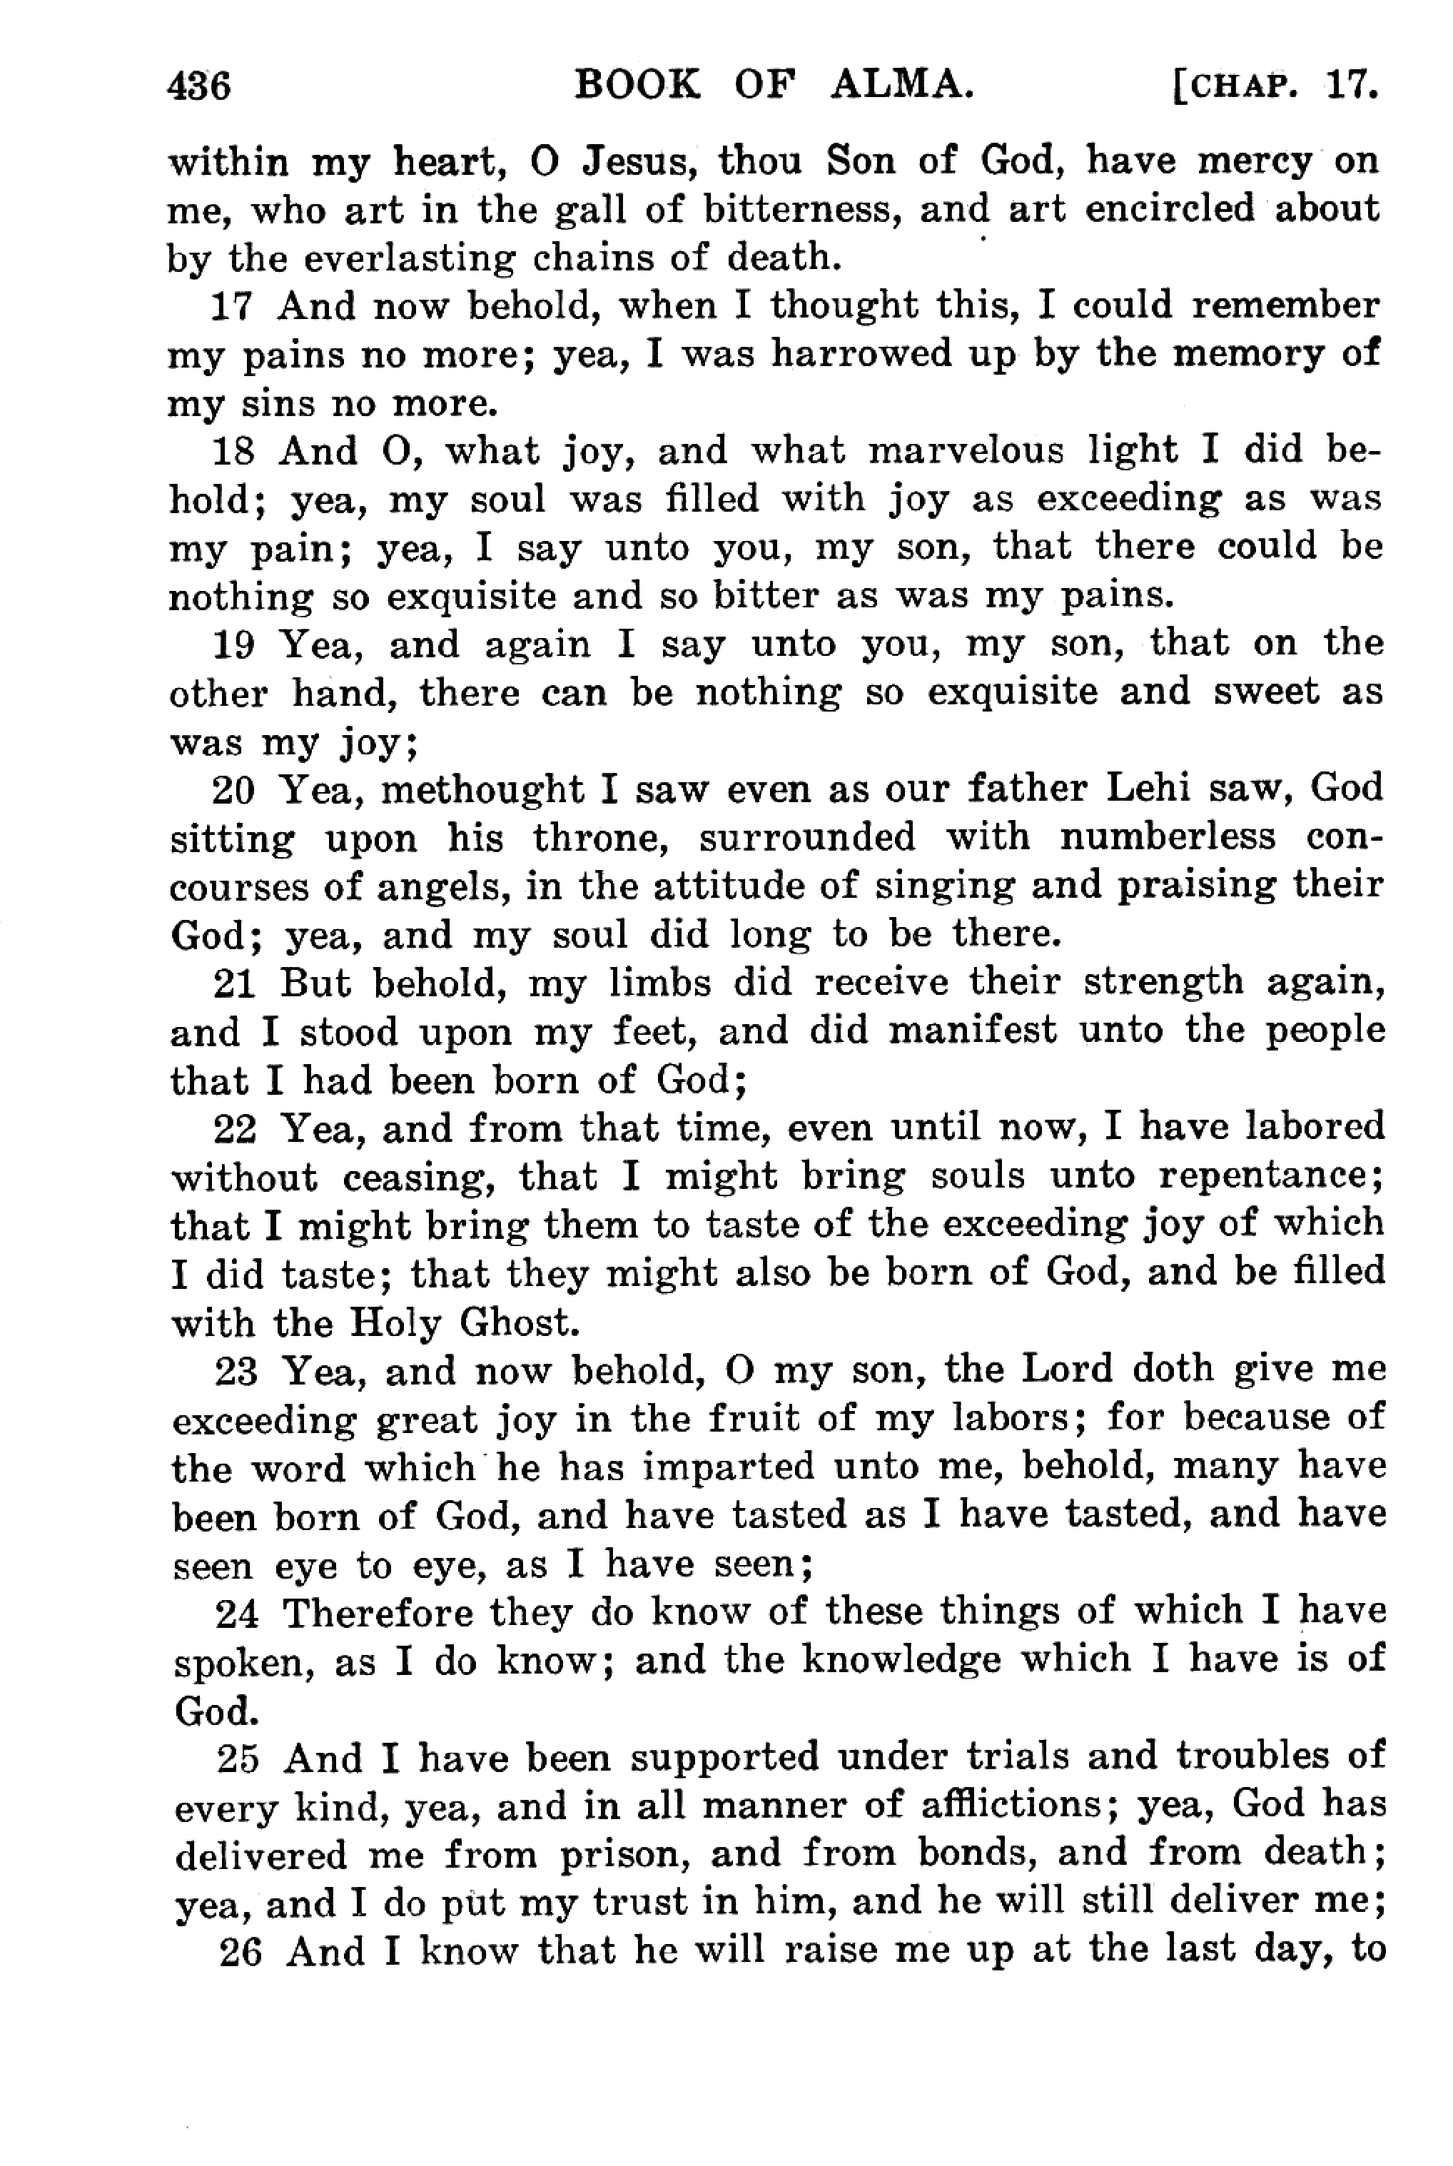 436 BOOK OF ALMA. [CHAP. 17.
within my heart, O Jesus, thou Son of God, have mercy on
me, who art in the gall of bitterness, and art encircled about
by the everlasting chains of death.
17 And now behold, when I thought this, I could remember
my pains no more; yea, I was harrowed up by the memory of
my sins no more.
18 And O, what joy, and what marvelous light I did be-
hold; yea, my soul was filled with joy as exceeding as was
my pain; yea, I say unto you, my son, that there could be
nothing so exquisite and so bitter as was my pains.
19 Yea, and again I say unto you, my son, that on the
other hand, there can be nothing so exquisite and sweet as
was my joy;
20 Yea, methought I saw even as our father Lehi saw, God
sitting upon his throne, surrounded with numberless con-
courses of angels, in the attitude of singing and praising their
God; yea, and my soul did long to be there.
21 But behold, my limbs did receive their strength again,
and I stood upon my feet, and did manifest unto the people
that I had been born of God;
22 Yea, and from that time, even until now, I have labored
without ceasing, that I might bring souls unto repentance;
that I might bring them to taste of the exceeding joy of which
I did taste; that they might also be born of God, and be filled
with the Holy Ghost.
23 Yea, and now behold, O my son, the Lord doth give me
exceeding great joy in the fruit of my labors; for because of
the word which he has imparted unto me, behold, many have
been born of God, and have tasted as I have tasted, and have
seen eye to eye, as I have seen;
24 Therefore they do know of these things of which I have
spoken, as I do know; and the knowledge which I have is of
God.
25 And I have been supported under trials and troubles of
every kind, yea, and in all manner of afflictions; yea, God has
delivered me from prison, and from bonds, and from death;
yea, and I do put my trust in him, and he will still deliver me;
26 And I know that he will raise me up at the last day, to